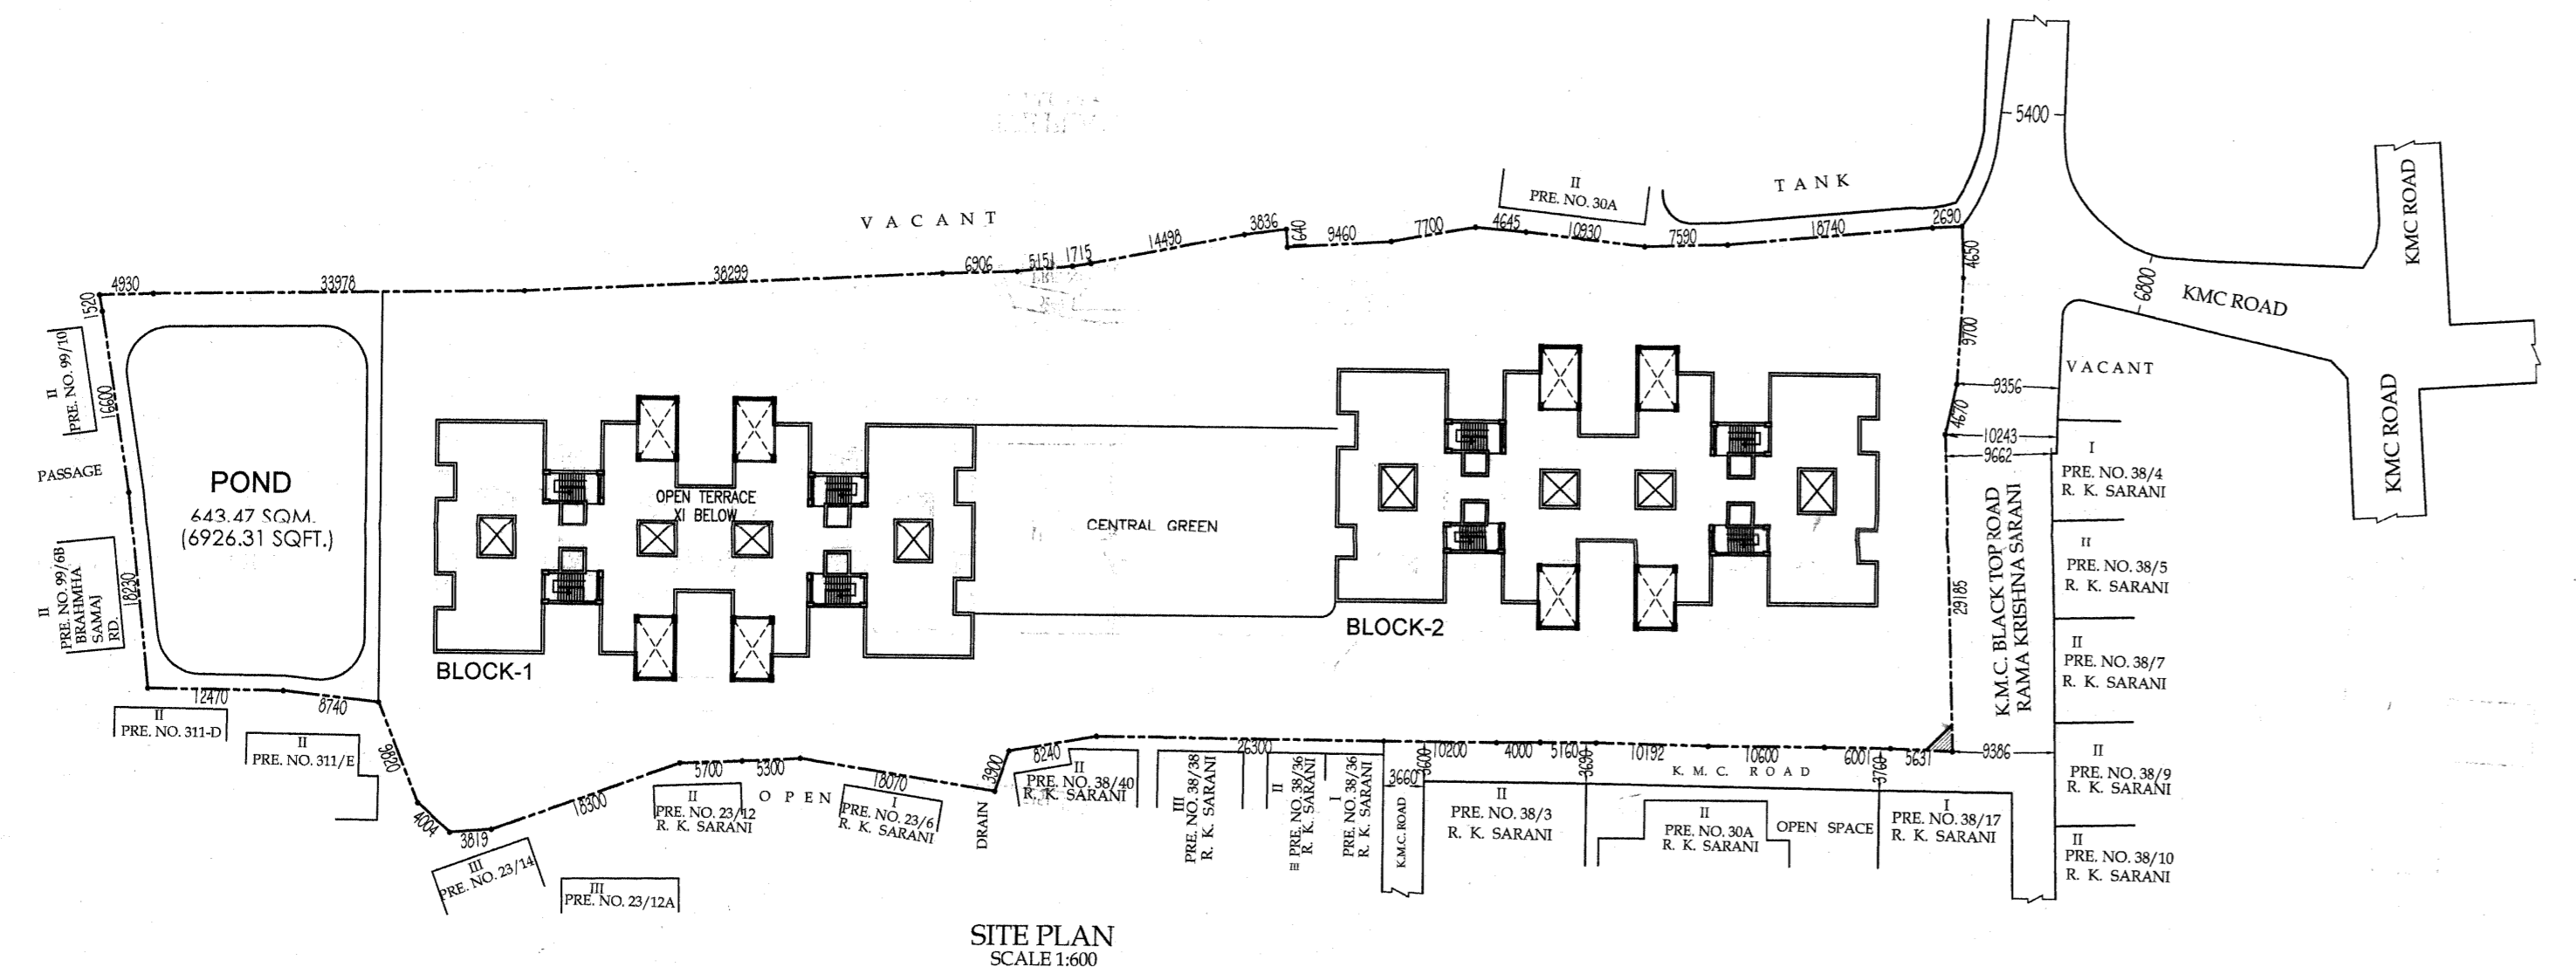 5400
KMC ROAD
TANK
II
PRE. NO. 30A
VACANT
3836
640
9460
7700
4645
10930
7590
18740
2690
4650
14498
1715
5151
6906
38299
33978
4930
1520
6800
KMC ROAD
KMC ROAD
9700
9356
VACANT
4670
10243
9662
II
PRE. NO. 99/10
16600
PASSAGE
POND
643.47 SQM.
(6926.31 SQFT.)
OPEN TERRACE
XI BELOW
CENTRAL GREEN
I
PRE. NO. 38/4
R. K. SARANI
II
PRE. NO. 38/5
R. K. SARANI
II
PRE. NO. 99/6B
BRAHMHA
SAMAJ
RD.
18230
BLOCK-1
BLOCK-2
29185
K.M.C. BLACK TOP ROAD
RAMA KRISHNA SARANI
II
PRE. NO. 38/7
R. K. SARANI
12470
8740
II
PRE. NO. 311-D
II
PRE. NO. 311/E
9820
4004
3819
18300
5700
5300
18070
3900
8240
26300
10200
4000
5160
10192
10600
6001
5631
9386
3660
3600
3690
3760
K. M. C. ROAD
II
PRE. NO. 38/9
R. K. SARANI
II
PRE. NO. 23/12
R. K. SARANI
OPEN
I
PRE. NO. 23/6
R. K. SARANI
DRAIN
II
PRE. NO. 38/40
R. K. SARANI
III
PRE. NO. 38/38
R. K. SARANI
II
III
PRE. NO. 38/36
R. K. SARANI
I
PRE. NO. 38/36
R. K. SARANI
K.M.C. ROAD
II
PRE. NO. 38/3
R. K. SARANI
II
PRE. NO. 30A
R. K. SARANI
OPEN SPACE
I
PRE. NO. 38/17
R. K. SARANI
II
PRE. NO. 38/10
R. K. SARANI
III
PRE. NO. 23/14
III
PRE. NO. 23/12A
SITE PLAN
SCALE 1:600